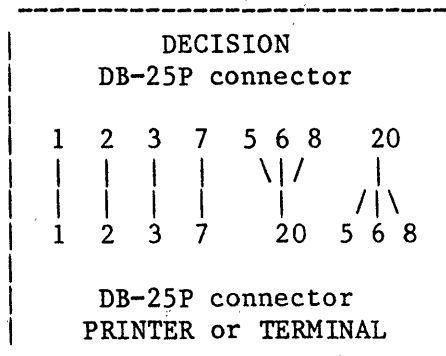 DECISION
DB-25P connector
1 2 3 7 5 6 8 20
1 2 3 7 20 5 6 8
DB-25P connector
PRINTER or TERMINAL